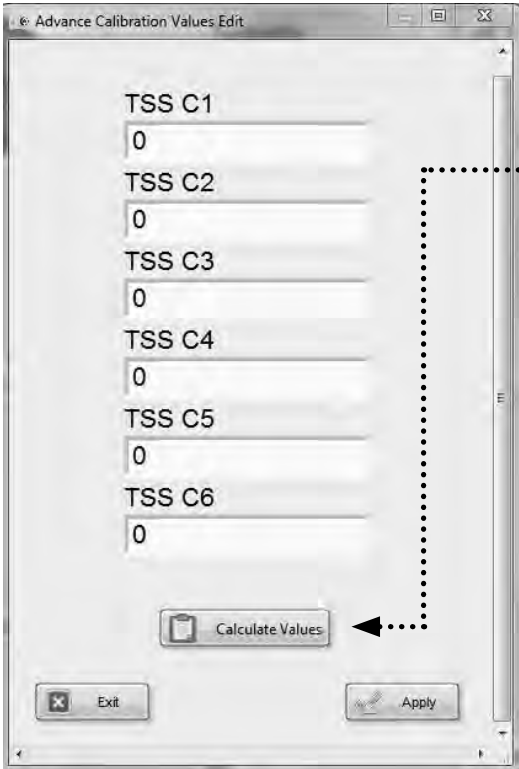 Advance Calibration Values Edit
TSS C1
0
TSS C2
0
TSS C3
0
TSS C4
0
TSS C5
0
TSS C6
0
Calculate Values
Exit
Apply